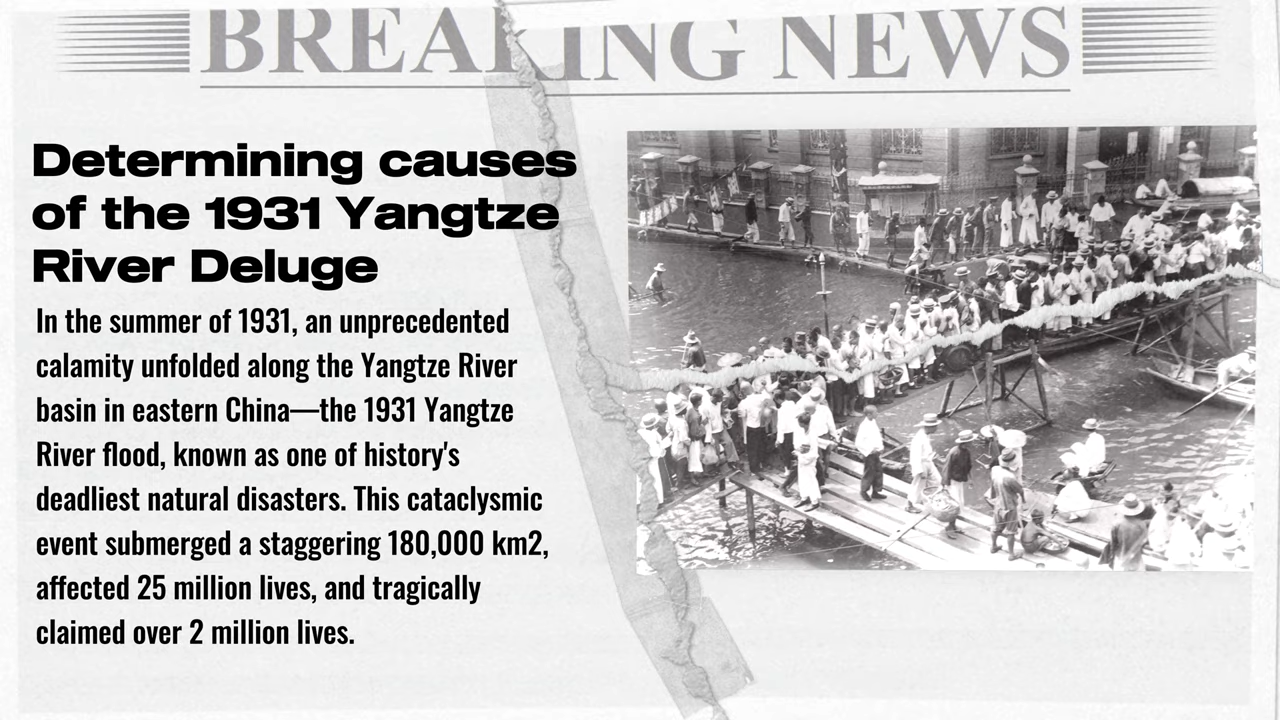 BREAKING NEWS
Determining causes
of the 1931 Yangtze
River Deluge
In the summer of 1931, an unprecedented
calamity unfolded along the Yangtze River
basin in eastern China—the 1931 Yangtze
River flood, known as one of history's
deadliest natural disasters. This cataclysmic
event submerged a staggering 180,000 km2,
affected 25 million lives, and tragically
claimed over 2 million lives.